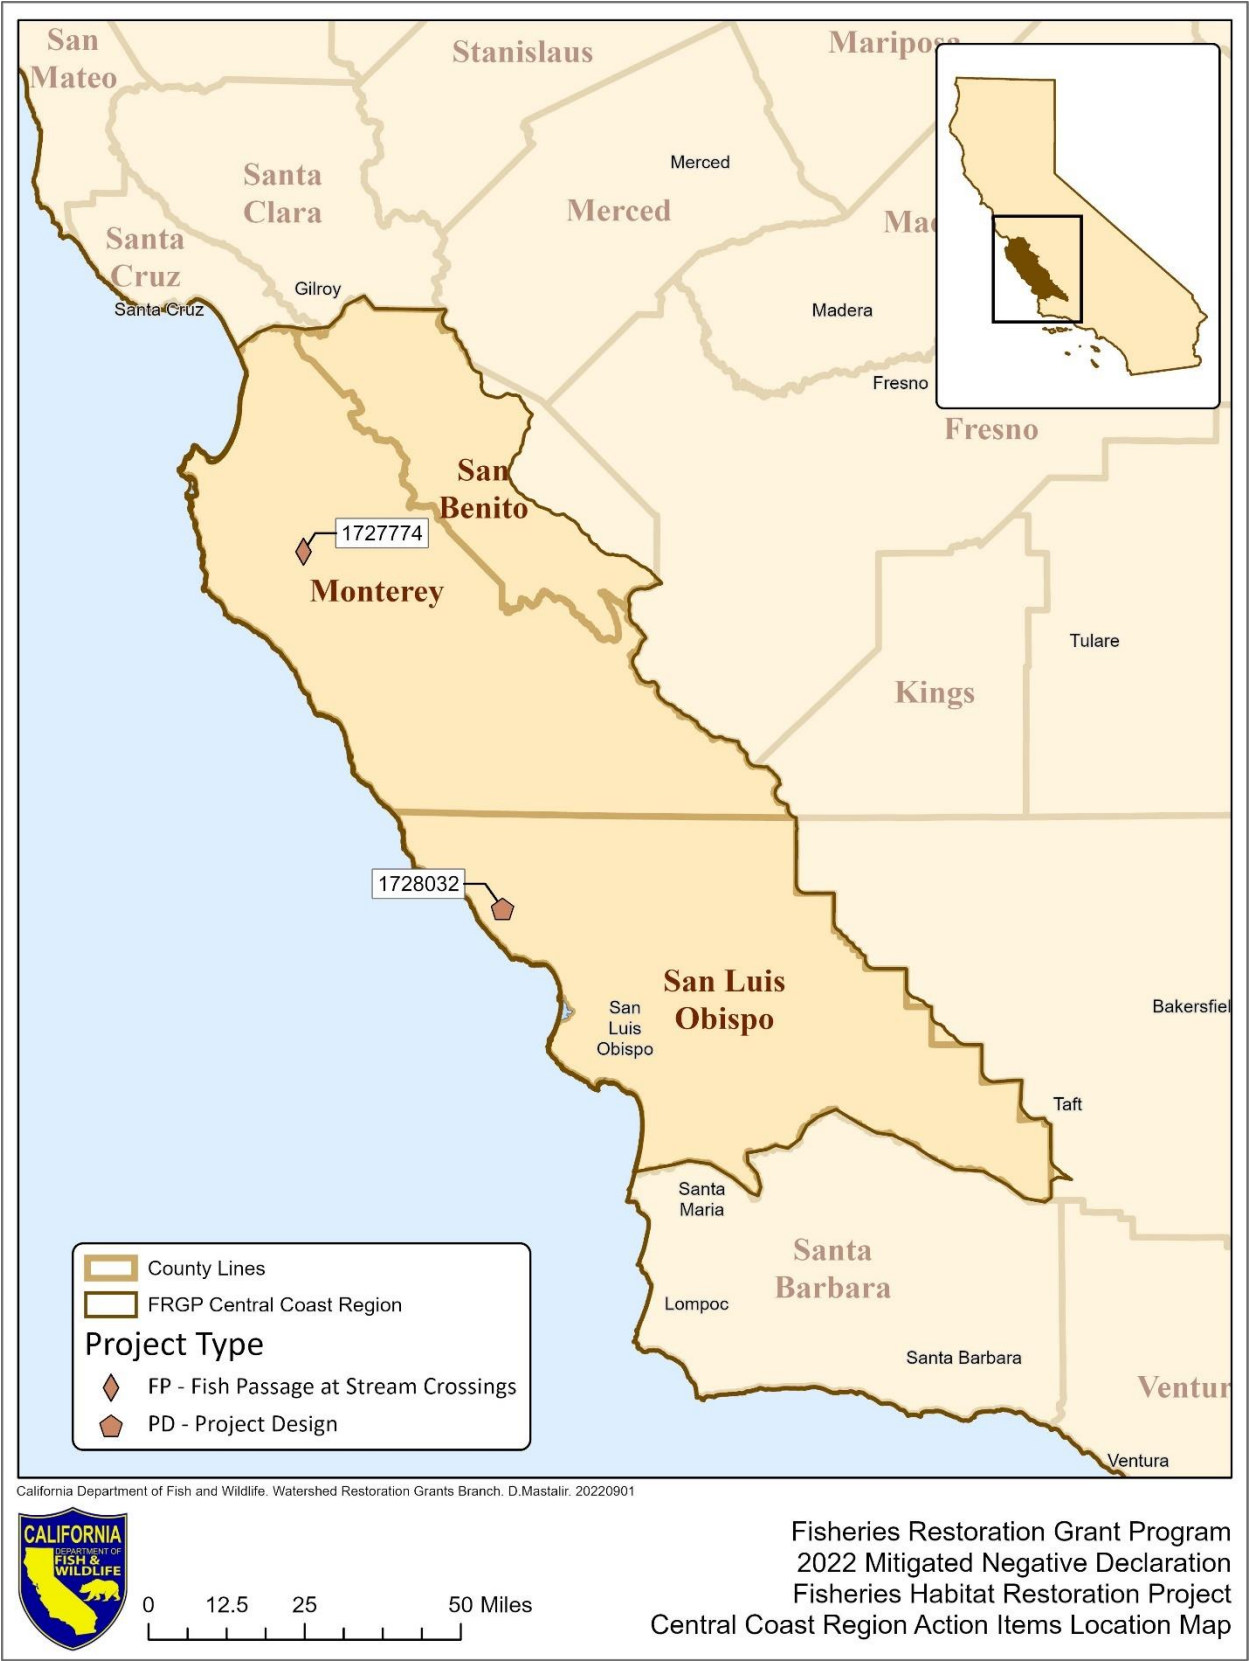 San
Mateo
Stanislaus
Mariposa
Santa
Clara
Merced
Merced
Santa
Cruz
Santa Cruz
Gilroy
Mad
Madera
Fresno
Fresno
San
Benito
1727774
Monterey
Tulare
Kings
1728032
San Luis
Obispo
San
Luis
Obispo
Bakersfiel
Taft
Santa
Maria
Santa
Barbara
Lompoc
Santa Barbara
Ventur
Ventura
County Lines
FRGP Central Coast Region
Project Type
FP - Fish Passage at Stream Crossings
PD - Project Design
California Department of Fish and Wildlife. Watershed Restoration Grants Branch. D.Mastalir. 20220901
CALIFORNIA
DEPARTMENT OF
FISH &
WILDLIFE
0 12.5 25 50 Miles
Fisheries Restoration Grant Program
2022 Mitigated Negative Declaration
Fisheries Habitat Restoration Project
Central Coast Region Action Items Location Map